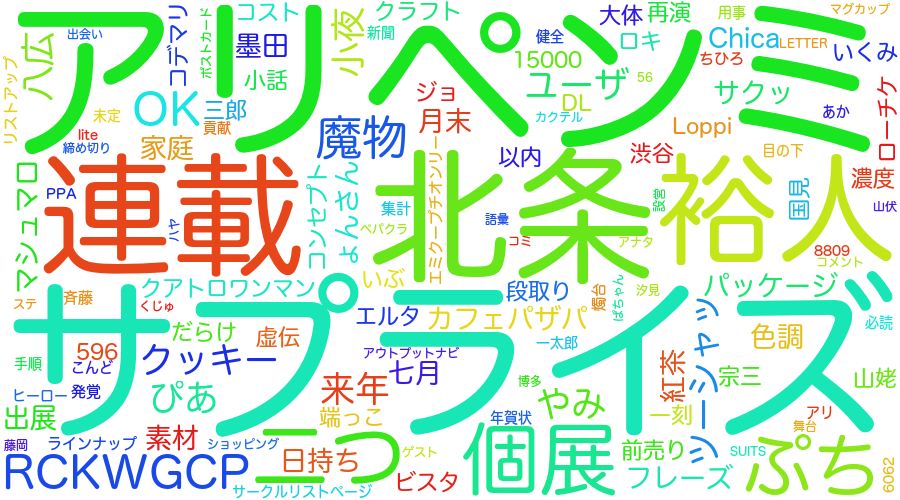 アリペンミ
サプライズ
連載
北条
裕人
個展
ぷち
三つ
RCKWGCP
魔物
OK
小夜
八広
コスト
クラフト
大体
再演
用事
マグカップ
新聞
健全
ロキ
Chica
LETTER
いくみ
出会い
コデマリ
ポストカード
墨田
小話
リストアップ
未定
三郎
貢献
lite
締め切り
家庭
15000
ユーザ
DL
56
カクテル
ちひろ
サクッ
あか
ローチケ
ジョ
月末
Loppi
以内
渋谷
目の下
濃度
国見
山伏
設営
PPA
マシュマロ
ハヤ
コンセプト
ょんさん
集計
ペパクラ
エミクープチオンリー
語彙
コミ
アナタ
8809
コメント
いぶ
クアトロワンマン
段取り
燭台
ぱちゃん
汐見
パッケージ
必読
ステ
斉藤
くじゅ
だらけ
虚伝
エルタ
カフェパザパ
一太郎
色調
手順
596
こんど
クッキー
アウトプットナビ
七月
ツーシャッツ
紅茶
宗三
山姥
ヒーロー
発覚
ぴあ
来年
博多
やみ
一刻
アリ
舞台
出展
端っこ
年賀状
藤岡
ラインナップ
素材
ショッピング
日持ち
ゲスト
前売り
SUITS
サークルリストページ
ビスタ
フレーズ
6062